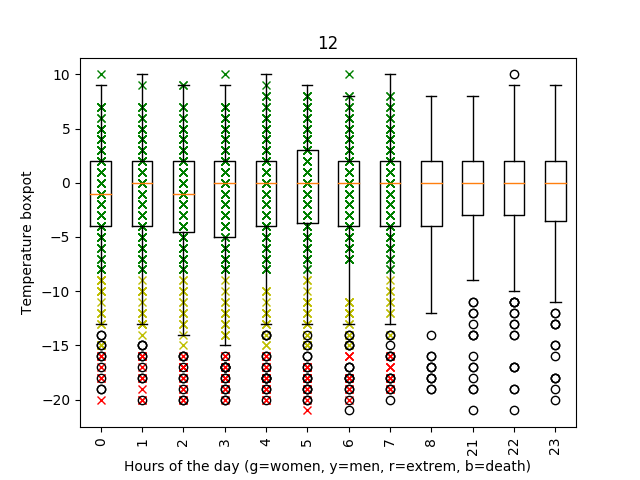 12
Temperature boxpot
10
5
0
−5
−10
−15
−20
0 1 2 3 4 5 6 7 8 21 22 23
Hours of the day (g=women, y=men, r=extrem, b=death)